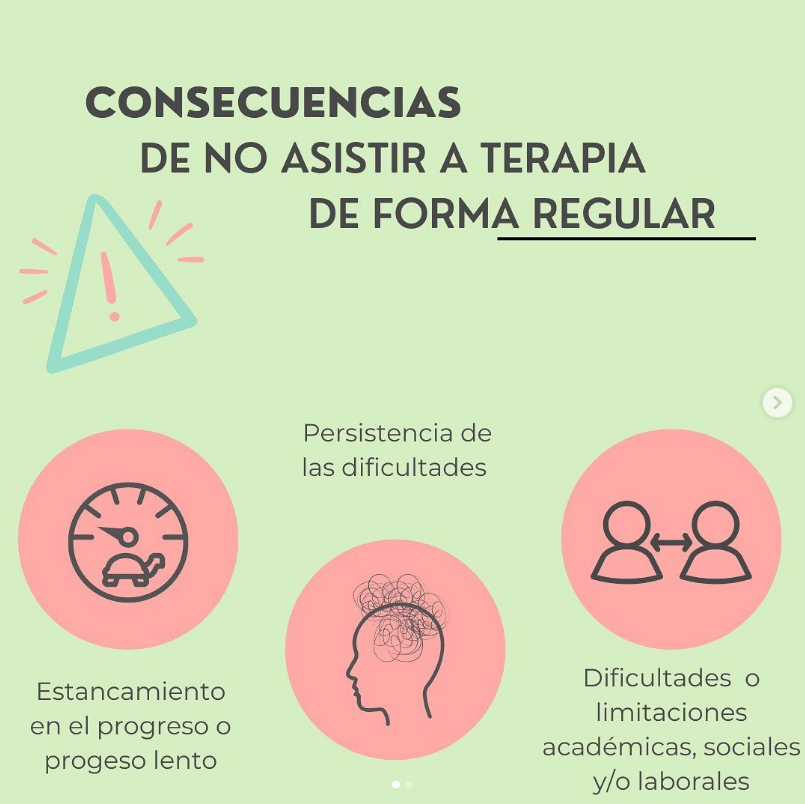 CONSECUENCIAS
DE NO ASISTIR A TERAPIA
DE FORMA REGULAR
Persistencia de
las dificultades
Estancamiento
en el progreso o
progeso lento
Dificultades o
limitaciones
académicas, sociales
y/o laborales